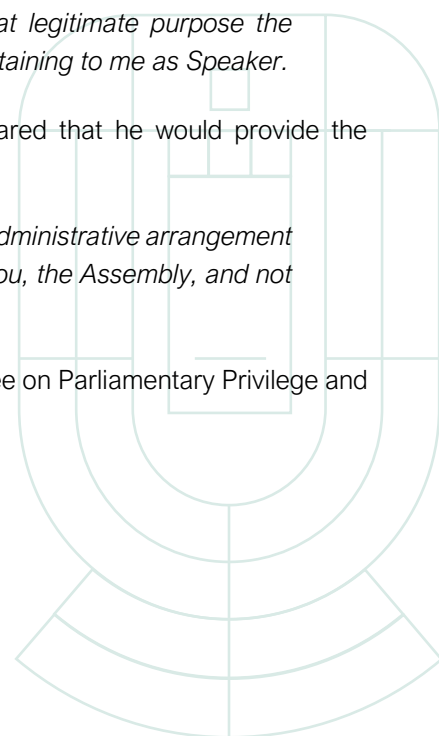 at legitimate purpose the
taining to me as Speaker.
ared that he would provide the
dministrative arrangement
ou, the Assembly, and not
ee on Parliamentary Privilege and